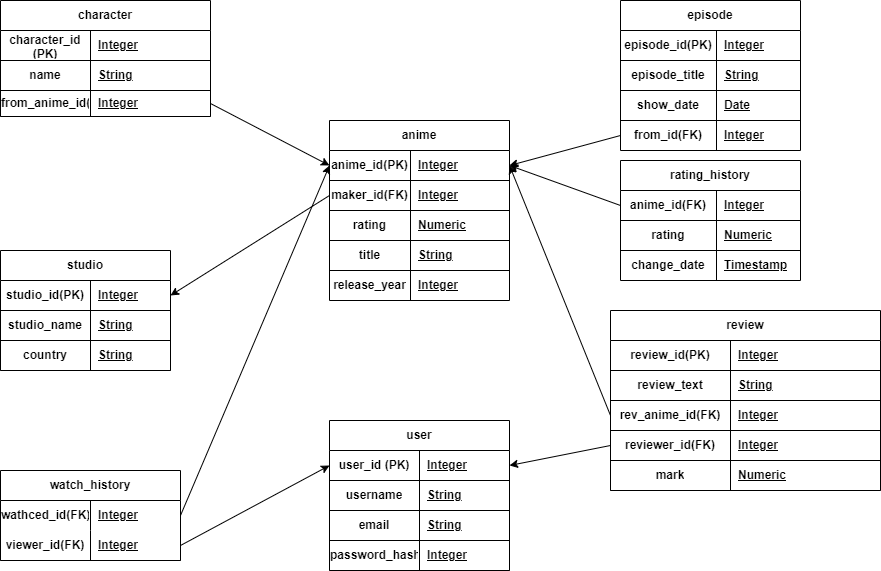 character
character_id
(PK) Integer
name String
from_anime_id( Integer
episode
episode_id(PK) Integer
episode_title String
show_date Date
from_id(FK) Integer
anime
anime_id(PK) Integer
maker_id(FK) Integer
rating Numeric
title String
release_year Integer
rating_history
anime_id(FK) Integer
rating Numeric
change_date Timestamp
studio
studio_id(PK) Integer
studio_name String
country String
review
review_id(PK) Integer
review_text String
rev_anime_id(FK) Integer
reviewer_id(FK) Integer
mark Numeric
user
user_id (PK) Integer
username String
email String
password_hash Integer
watch_history
wathced_id(FK) Integer
viewer_id(FK) Integer